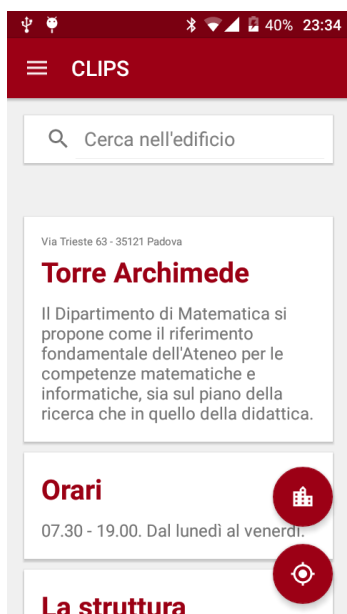 40% 23:34
CLIPS
Cerca nell'edificio
Via Trieste 63 - 35121 Padova
Torre Archimede
Il Dipartimento di Matematica si
propone come il riferimento
fondamentale dell'Ateneo per le
competenze matematiche e
informatiche, sia sul piano della
ricerca che in quello della didattica.
Orari
07.30 - 19.00. Dal lunedì al venerdì.
La struttura